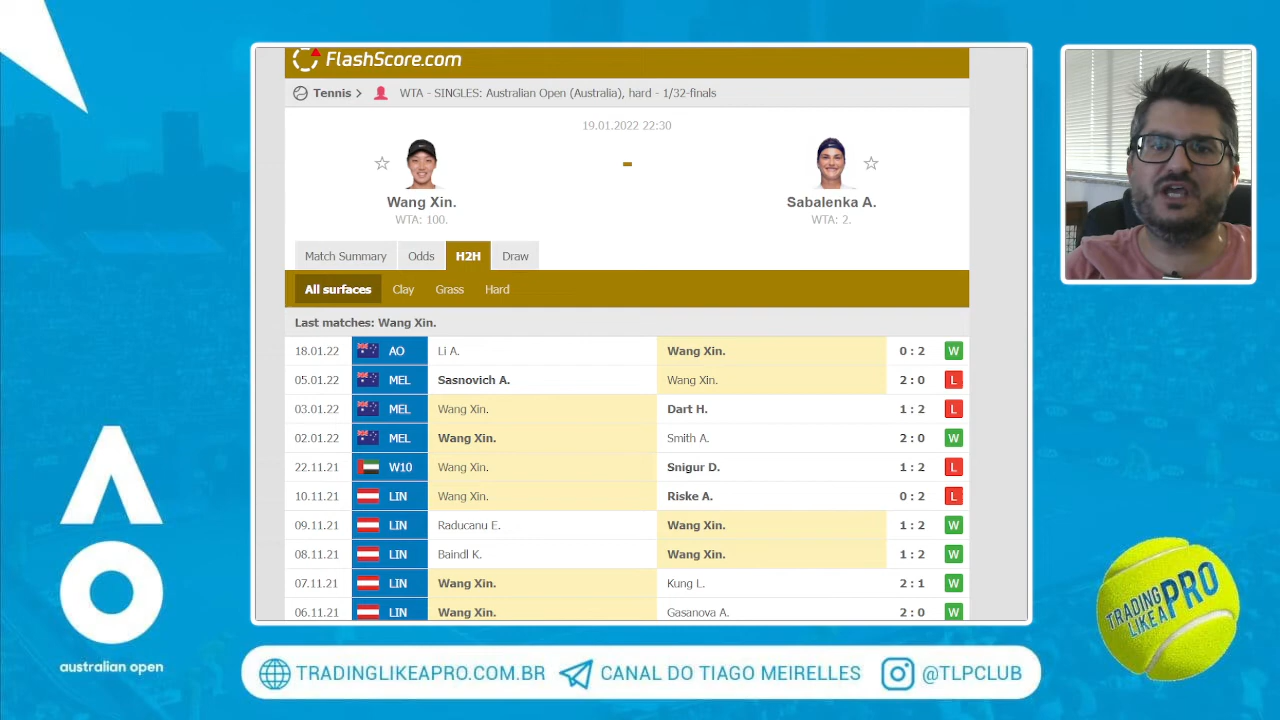 FlashScore.com
Tennis > WTA - SINGLES: Australian Open (Australia), hard - 1/32-finals
19.01.2022 22:30
-
Wang Xin. Sabalenka A.
WTA: 100. WTA: 2.
Match Summary Odds H2H Draw
All surfaces Clay Grass Hard
Last matches: Wang Xin.
18.01.22 AO Li A. Wang Xin. 0 : 2 W
05.01.22 MEL Sasnovich A. Wang Xin. 2 : 0 L
03.01.22 MEL Wang Xin. Dart H. 1 : 2 L
02.01.22 MEL Wang Xin. Smith A. 2 : 0 W
22.11.21 W10 Wang Xin. Snigur D. 1 : 2 L
10.11.21 LIN Wang Xin. Riske A. 0 : 2 L
09.11.21 LIN Raducanu E. Wang Xin. 1 : 2 W
08.11.21 LIN Baindl K. Wang Xin. 1 : 2 W
07.11.21 LIN Wang Xin. Kung L. 2 : 1 W
06.11.21 LIN Wang Xin. Gasanova A. 2 : 0 W
AO
australian open
TRADING
LIKE A PRO
TRADINGLIKEAPRO.COM.BR CANAL DO TIAGO MEIRELLES @TLPCLUB